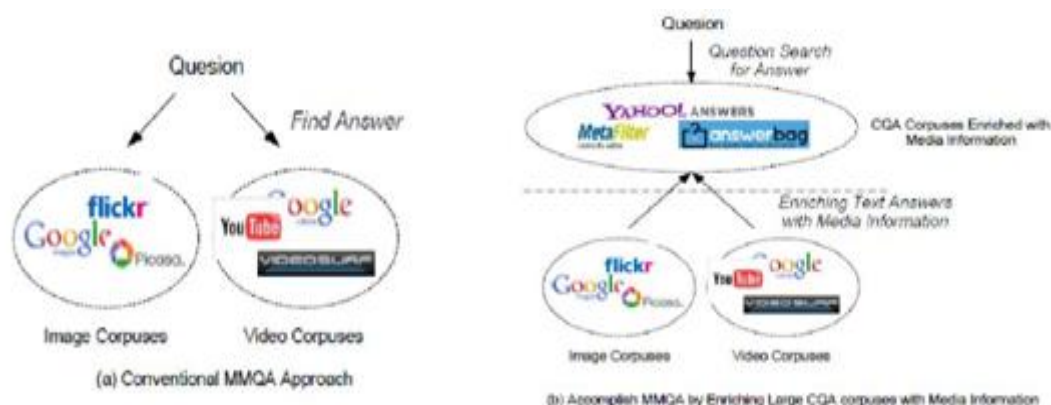 Quesion
Find Answer
flickr
Google
Picasa
You Tube
Google
VIDEOSURF
Image Corpuses
Video Corpuses
(a) Conventional MMQA Approach
Quesion
Question Search
for Answer
YAHOO! ANSWERS
MetaFilter
answerbag
CQA Corpuses Enriched with
Media Information
Enriching Text Answers
with Media Information
flickr
Google
Picasa
You Tube
Google
VIDEOSURF
Image Corpuses
Video Corpuses
(b) Accomplish MMQA by Enriching Large CQA corpuses with Media Information